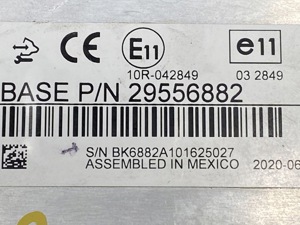 CE E11 e11
10R-042849 03 2849
BASE P/N 29556882
S/N BK6882A101625027
ASSEMBLED IN MEXICO 2020-06